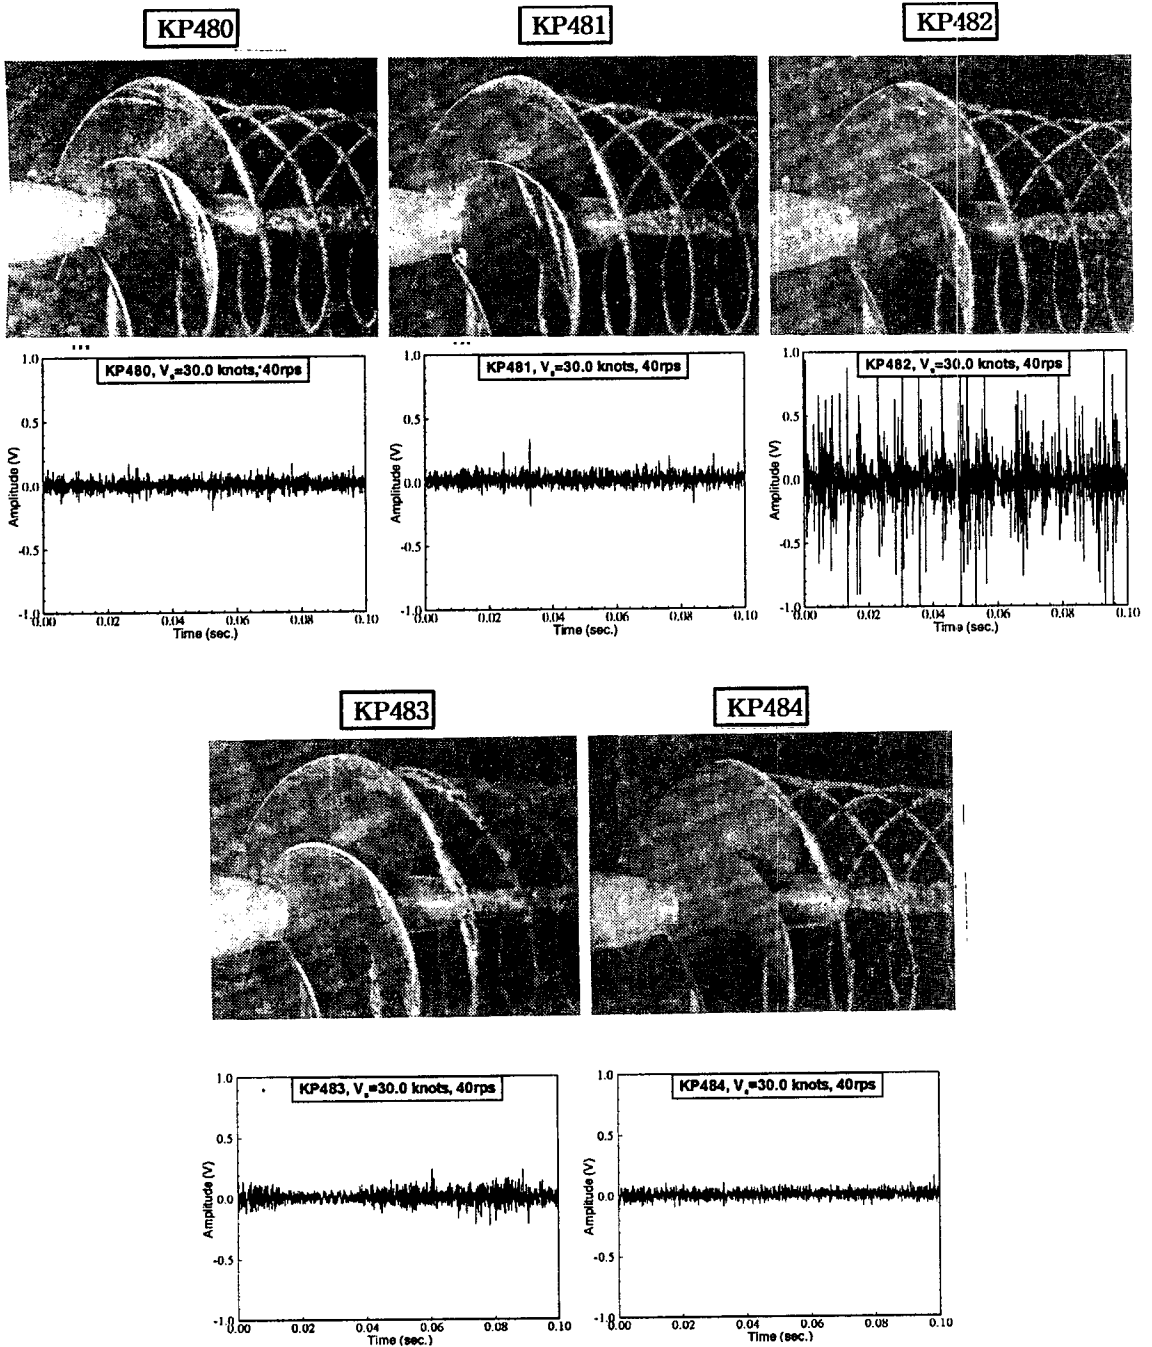 KP480
KP481
KP482
KP480, Vs=30.0 knots, 40rps
1.0
0.5
0.0
-0.5
-1.0
Amplitude (V)
0.00 0.02 0.04 0.06 0.08 0.10
Time (sec.)
KP481, Vs=30.0 knots, 40rps
1.0
0.5
0.0
-0.5
-1.0
Amplitude (V)
0.00 0.02 0.04 0.06 0.08 0.10
Time (sec.)
KP482, Vs=30.0 knots, 40rps
1.0
0.5
0.0
-0.5
-1.0
Amplitude (V)
0.00 0.02 0.04 0.06 0.08 0.10
Time (sec.)
KP483
KP484
KP483, Vs=30.0 knots, 40rps
1.0
0.5
0.0
-0.5
-1.0
Amplitude (V)
0.00 0.02 0.04 0.06 0.08 0.10
Time (sec.)
KP484, Vs=30.0 knots, 40rps
1.0
0.5
0.0
-0.5
-1.0
Amplitude (V)
0.00 0.02 0.04 0.06 0.08 0.10
Time (sec.)